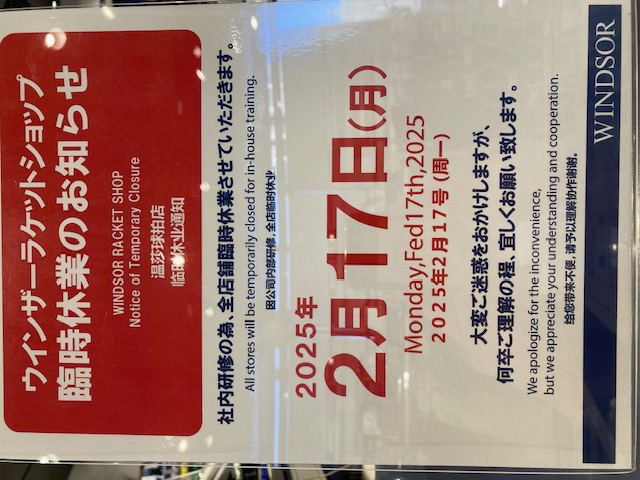 ウインザーラケットショップ
臨時休業のお知らせ
WINDSOR RACKET SHOP
Notice of Temporary Closure
温莎球拍店
临时休业通知
社内研修の為、全店舗臨時休業させていただきます。
All stores will be temporarily closed for in-house training.
因公司内部研修，全店临时休业
2025年
2月17日(月)
Monday,Fed17th,2025
2025年2月17号 (周一)
大変ご迷惑をおかけしますが、
何卒ご理解の程、宜しくお願い致します。
We apologize for the inconvenience,
but we appreciate your understanding and cooperation.
给您带来不便，请予以理解协作谢谢。
WINDSOR